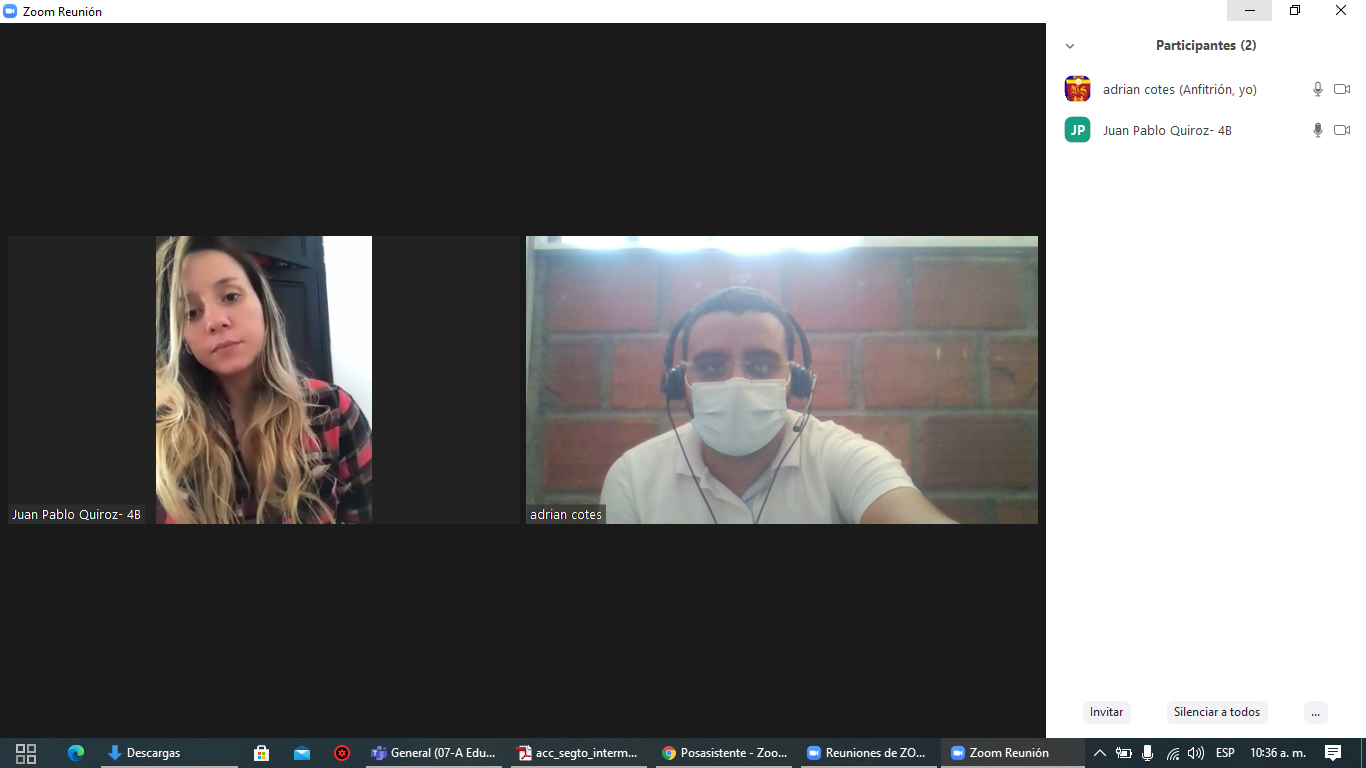 Zoom Reunión
Participantes (2)
adrian cotes (Anfitrión, yo)
JP
Juan Pablo Quiroz- 4B
Juan Pablo Quiroz- 4B
adrian cotes
Invitar
Silenciar a todos
...
Descargas
General (07-A Edu...
acc_segto_interm...
Posasistente - Zoo...
Reuniones de ZO...
Zoom Reunión
ESP
10:36 a. m.